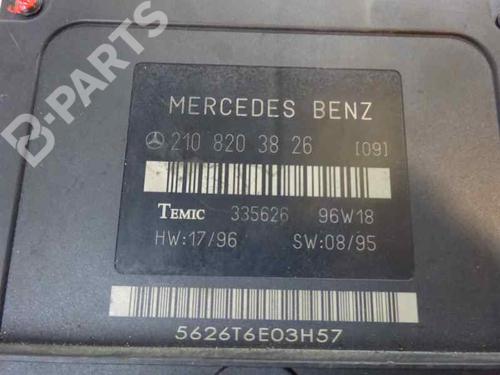 B-PARTS
MERCEDES BENZ
210 820 38 26 [09]
TEMIC 335626 96W18
HW:17/96 SW:08/95
5626T6E03H57